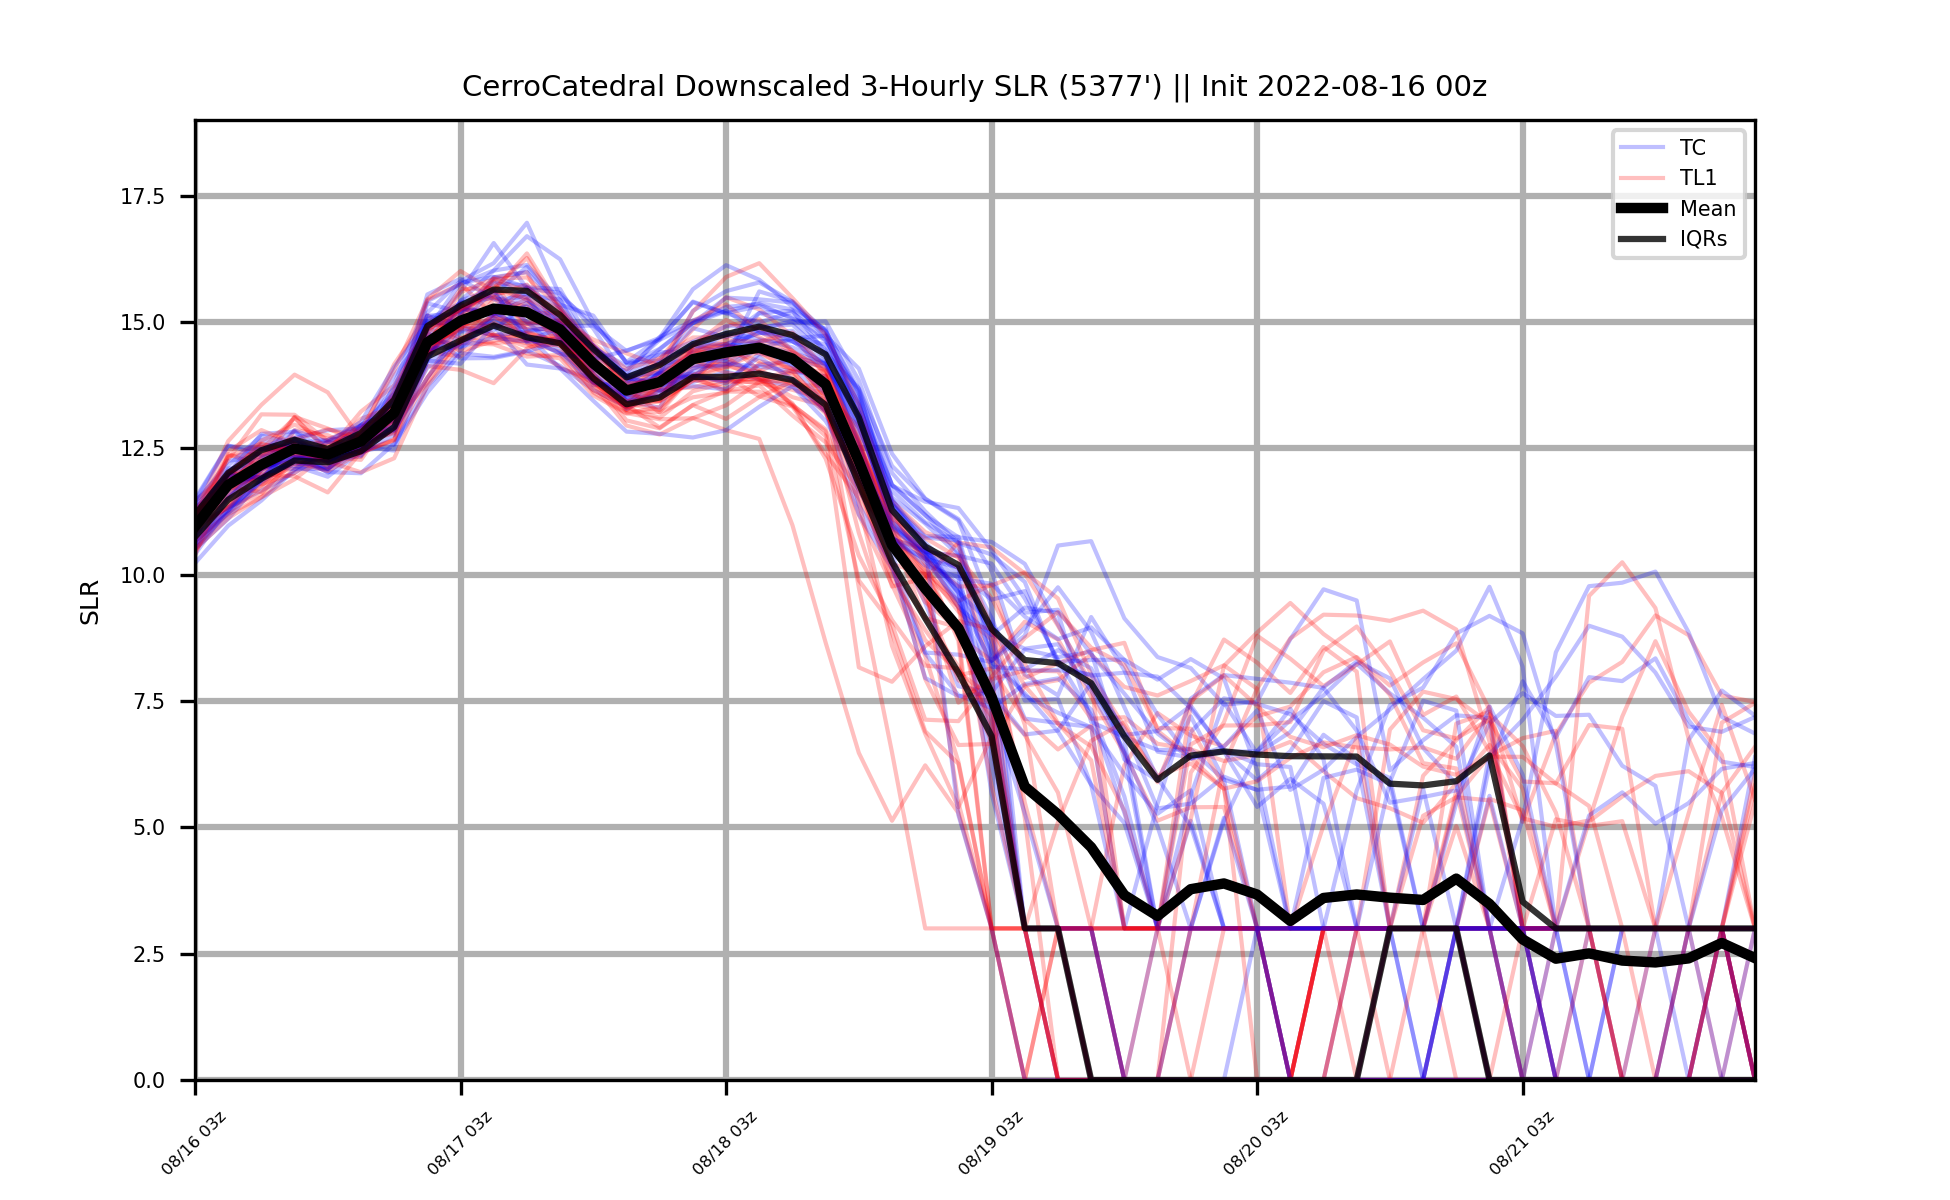 CerroCatedral Downscaled 3-Hourly SLR (5377') || Init 2022-08-16 00z
TC
TL1
Mean
IQRs
SLR
17.5
15.0
12.5
10.0
7.5
5.0
2.5
0.0
08/16 03z
08/17 03z
08/18 03z
08/19 03z
08/20 03z
08/21 03z